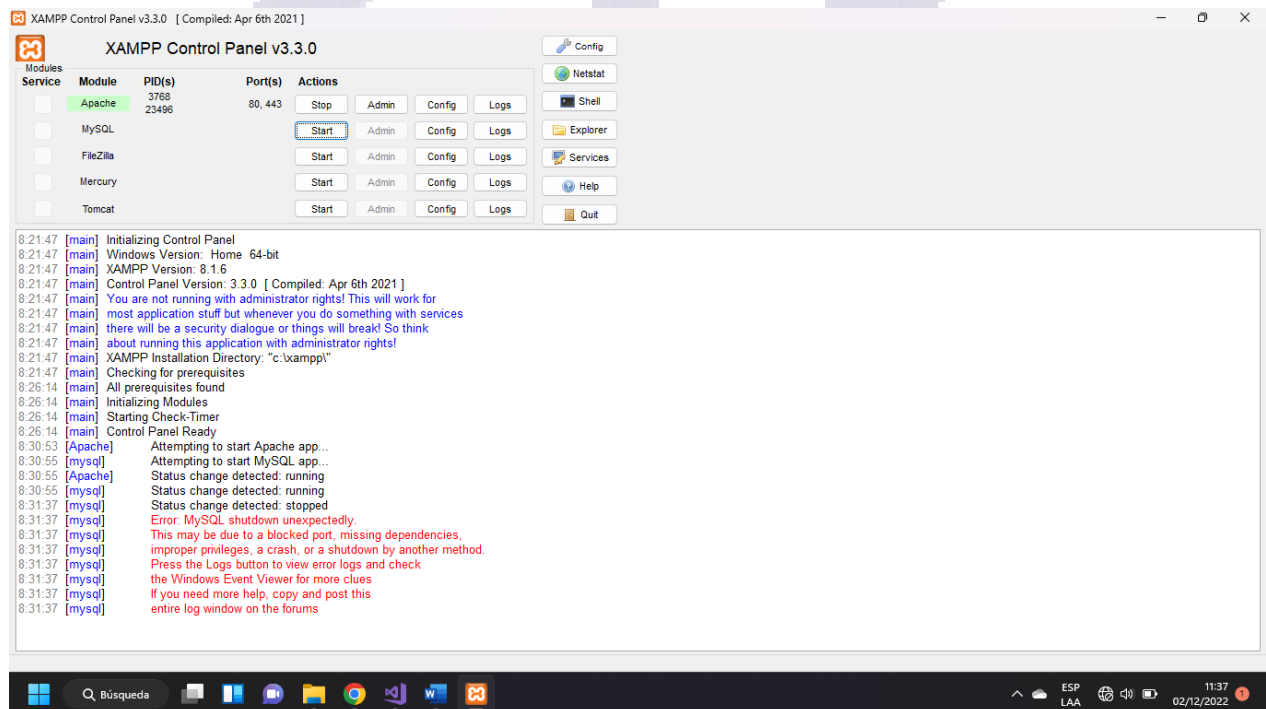 XAMPP Control Panel v3.3.0 [ Compiled: Apr 6th 2021 ]
XAMPP Control Panel v3.3.0
Modules
Service Module PID(s) Port(s) Actions
Apache 3768 23496 80, 443 Stop Admin Config Logs
MySQL Start Admin Config Logs
FileZilla Start Admin Config Logs
Mercury Start Admin Config Logs
Tomcat Start Admin Config Logs
Config
Netstat
Shell
Explorer
Services
Help
Quit
8:21:47 [main] Initializing Control Panel
8:21:47 [main] Windows Version: Home 64-bit
8:21:47 [main] XAMPP Version: 8.1.6
8:21:47 [main] Control Panel Version: 3.3.0 [ Compiled: Apr 6th 2021 ]
8:21:47 [main] You are not running with administrator rights! This will work for
8:21:47 [main] most application stuff but whenever you do something with services
8:21:47 [main] there will be a security dialogue or things will break! So think
8:21:47 [main] about running this application with administrator rights!
8:21:47 [main] XAMPP Installation Directory: "c:\xampp\"
8:21:47 [main] Checking for prerequisites
8:26:14 [main] All prerequisites found
8:26:14 [main] Initializing Modules
8:26:14 [main] Starting Check-Timer
8:26:14 [main] Control Panel Ready
8:30:53 [Apache] Attempting to start Apache app...
8:30:55 [mysql] Attempting to start MySQL app...
8:30:55 [Apache] Status change detected: running
8:30:55 [mysql] Status change detected: running
8:31:37 [mysql] Status change detected: stopped
8:31:37 [mysql] Error: MySQL shutdown unexpectedly.
8:31:37 [mysql] This may be due to a blocked port, missing dependencies,
8:31:37 [mysql] improper privileges, a crash, or a shutdown by another method.
8:31:37 [mysql] Press the Logs button to view error logs and check
8:31:37 [mysql] the Windows Event Viewer for more clues
8:31:37 [mysql] If you need more help, copy and post this
8:31:37 [mysql] entire log window on the forums
Búsqueda
ESP
LAA
11:37
02/12/2022
1